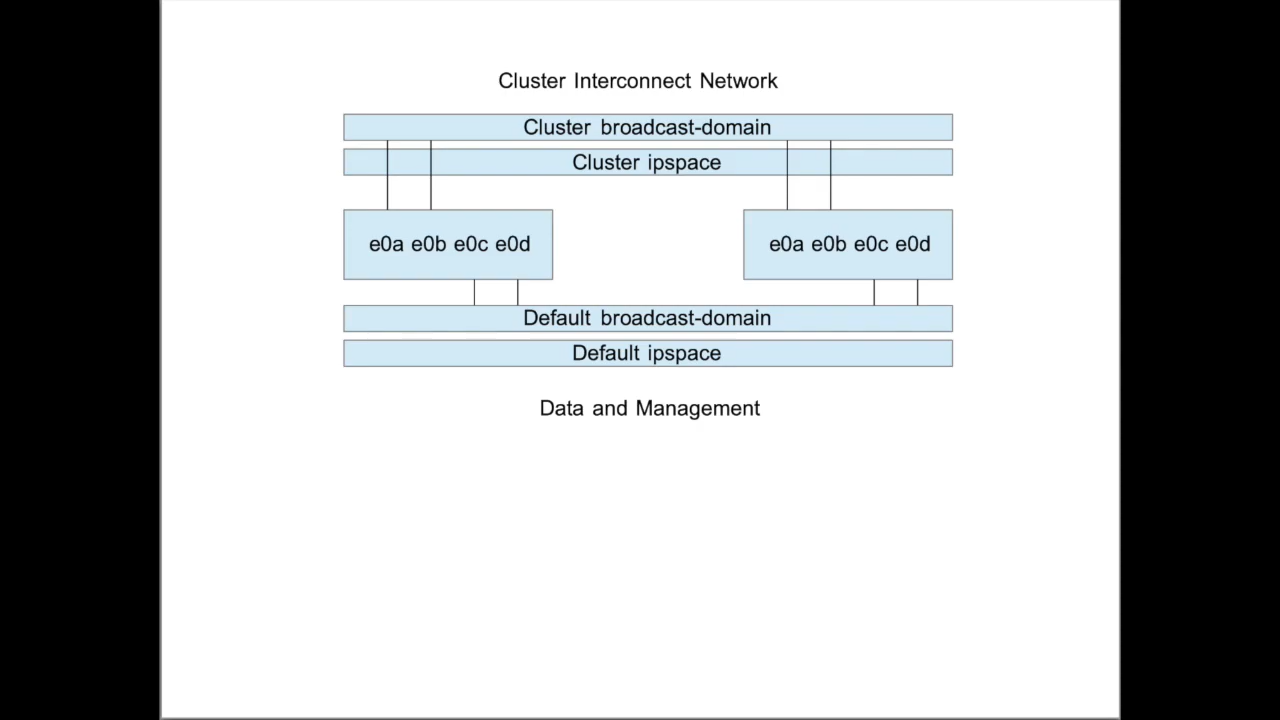 Cluster Interconnect Network
Cluster broadcast-domain
Cluster ipspace
e0a e0b e0c e0d
e0a e0b e0c e0d
Default broadcast-domain
Default ipspace
Data and Management